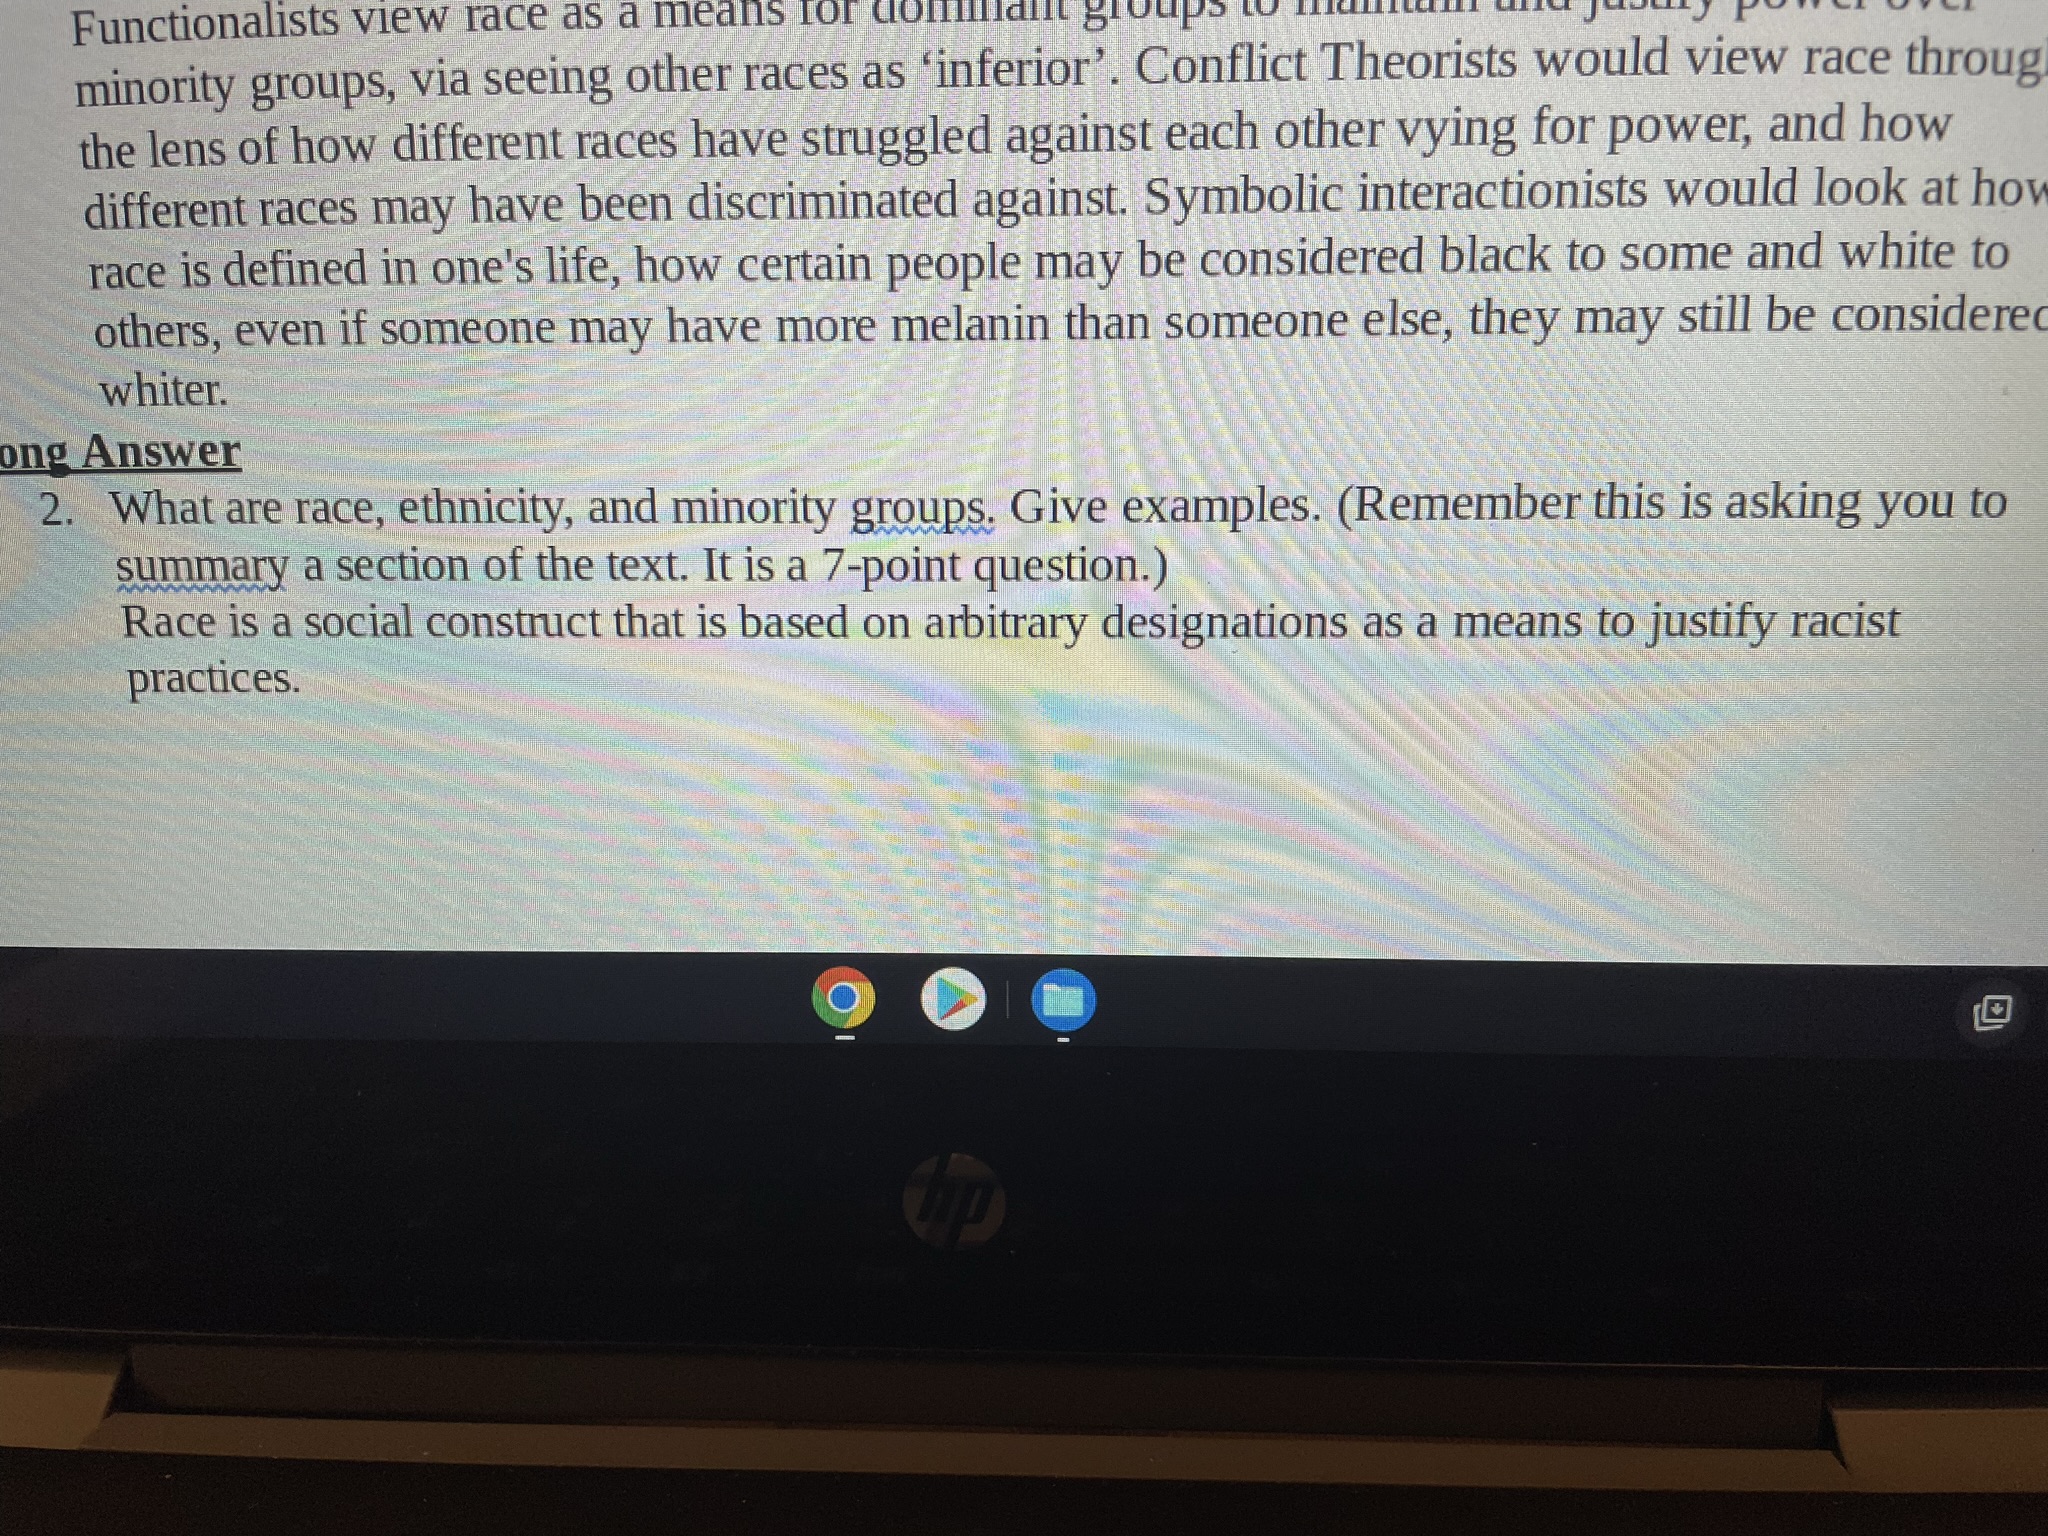 Functionalists view race as a means for dominant groups to maintain and justify power over
minority groups, via seeing other races as ‘inferior’. Conflict Theorists would view race throug
the lens of how different races have struggled against each other vying for power, and how
different races may have been discriminated against. Symbolic interactionists would look at how
race is defined in one's life, how certain people may be considered black to some and white to
others, even if someone may have more melanin than someone else, they may still be considered
whiter.
ong Answer
2. What are race, ethnicity, and minority groups. Give examples. (Remember this is asking you to
summary a section of the text. It is a 7-point question.)
Race is a social construct that is based on arbitrary designations as a means to justify racist
practices.
hp